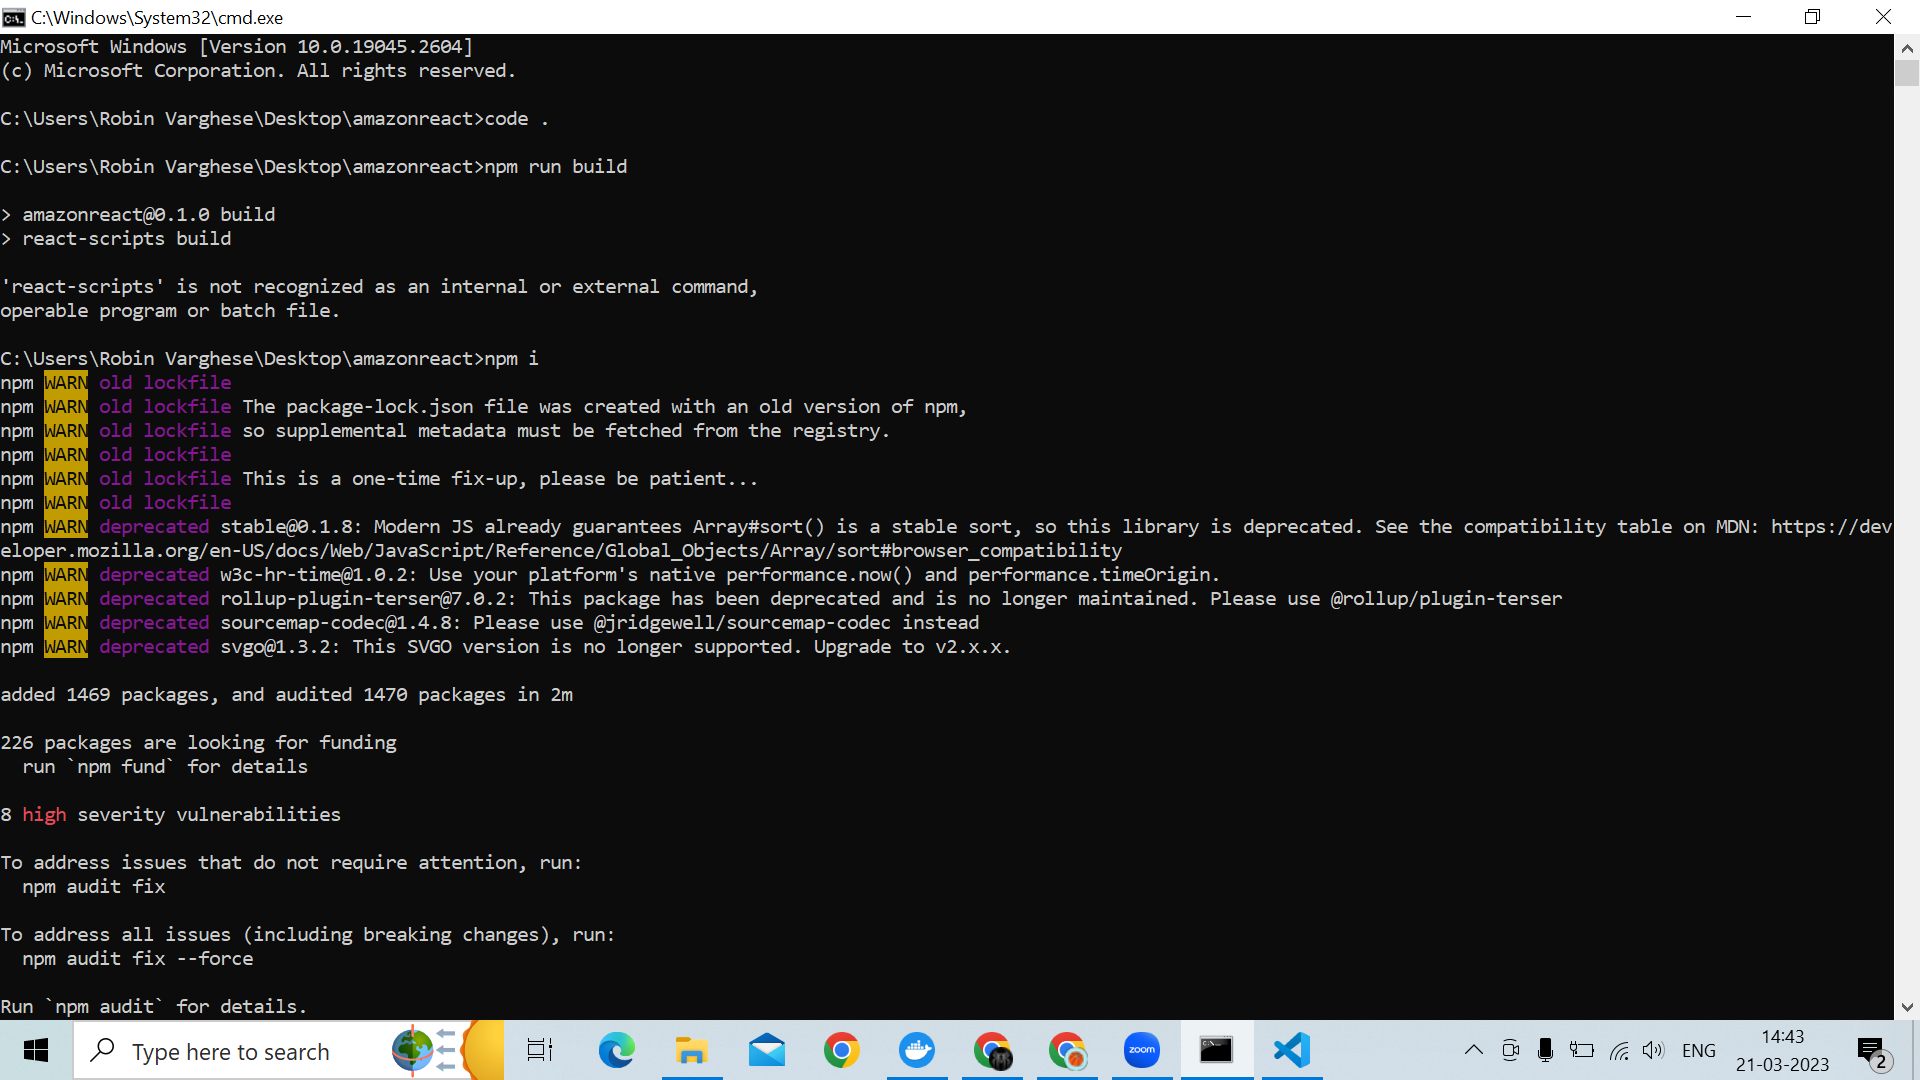 C:\Windows\System32\cmd.exe
Microsoft Windows [Version 10.0.19045.2604]
(c) Microsoft Corporation. All rights reserved.
C:\Users\Robin Varghese\Desktop\amazonreact>code .
C:\Users\Robin Varghese\Desktop\amazonreact>npm run build
> amazonreact@0.1.0 build
> react-scripts build
'react-scripts' is not recognized as an internal or external command,
operable program or batch file.
C:\Users\Robin Varghese\Desktop\amazonreact>npm i
npm WARN old lockfile
npm WARN old lockfile The package-lock.json file was created with an old version of npm,
npm WARN old lockfile so supplemental metadata must be fetched from the registry.
npm WARN old lockfile
npm WARN old lockfile This is a one-time fix-up, please be patient...
npm WARN old lockfile
npm WARN deprecated stable@0.1.8: Modern JS already guarantees Array#sort() is a stable sort, so this library is deprecated. See the compatibility table on MDN: https://dev
eloper.mozilla.org/en-US/docs/Web/JavaScript/Reference/Global_Objects/Array/sort#browser_compatibility
npm WARN deprecated w3c-hr-time@1.0.2: Use your platform's native performance.now() and performance.timeOrigin.
npm WARN deprecated rollup-plugin-terser@7.0.2: This package has been deprecated and is no longer maintained. Please use @rollup/plugin-terser
npm WARN deprecated sourcemap-codec@1.4.8: Please use @jridgewell/sourcemap-codec instead
npm WARN deprecated svgo@1.3.2: This SVGO version is no longer supported. Upgrade to v2.x.x.
added 1469 packages, and audited 1470 packages in 2m
226 packages are looking for funding
  run `npm fund` for details
8 high severity vulnerabilities
To address issues that do not require attention, run:
  npm audit fix
To address all issues (including breaking changes), run:
  npm audit fix --force
Run `npm audit` for details.
Type here to search
zoom
ENG
14:43
21-03-2023
2